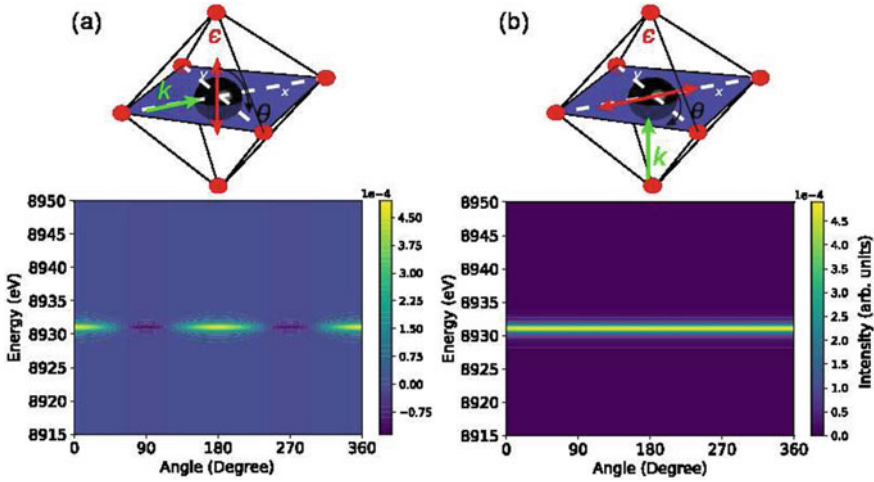 (a)
ε
y
k
x
θ
1e-4
8950
8945
8940
8935
8930
8925
8920
8915
Energy (eV)
0 90 180 270 360
Angle (Degree)
4.50
3.75
3.00
2.25
1.50
0.75
0.00
−0.75
(b)
ε
y
x
θ
k
1e-4
8950
8945
8940
8935
8930
8925
8920
8915
Energy (eV)
0 90 180 270 360
Angle (Degree)
4.5
4.0
3.5
3.0
2.5
2.0
1.5
1.0
0.5
0.0
Intensity (arb. units)